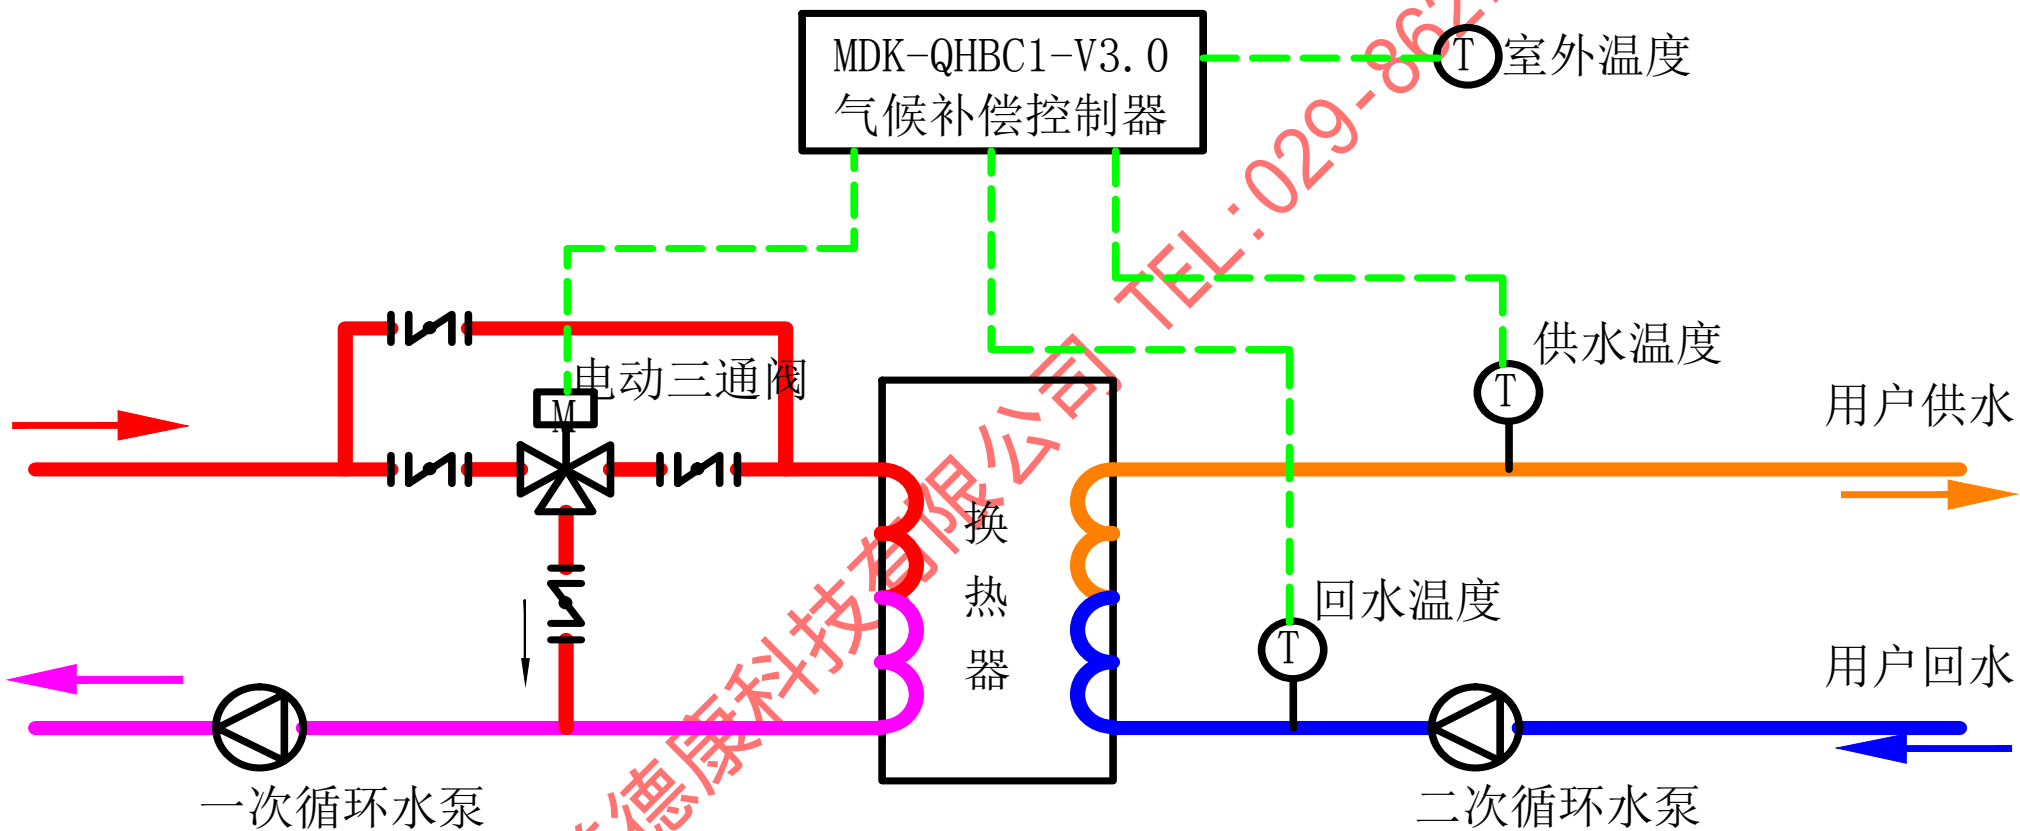 MDK-QHBC1-V3.0
气候补偿控制器
T
室外温度
供水温度
T
电动三通阀
M
用户供水
换
热
器
回水温度
T
用户回水
一次循环水泵
二次循环水泵
德康科技有限公司 TEL:029-862